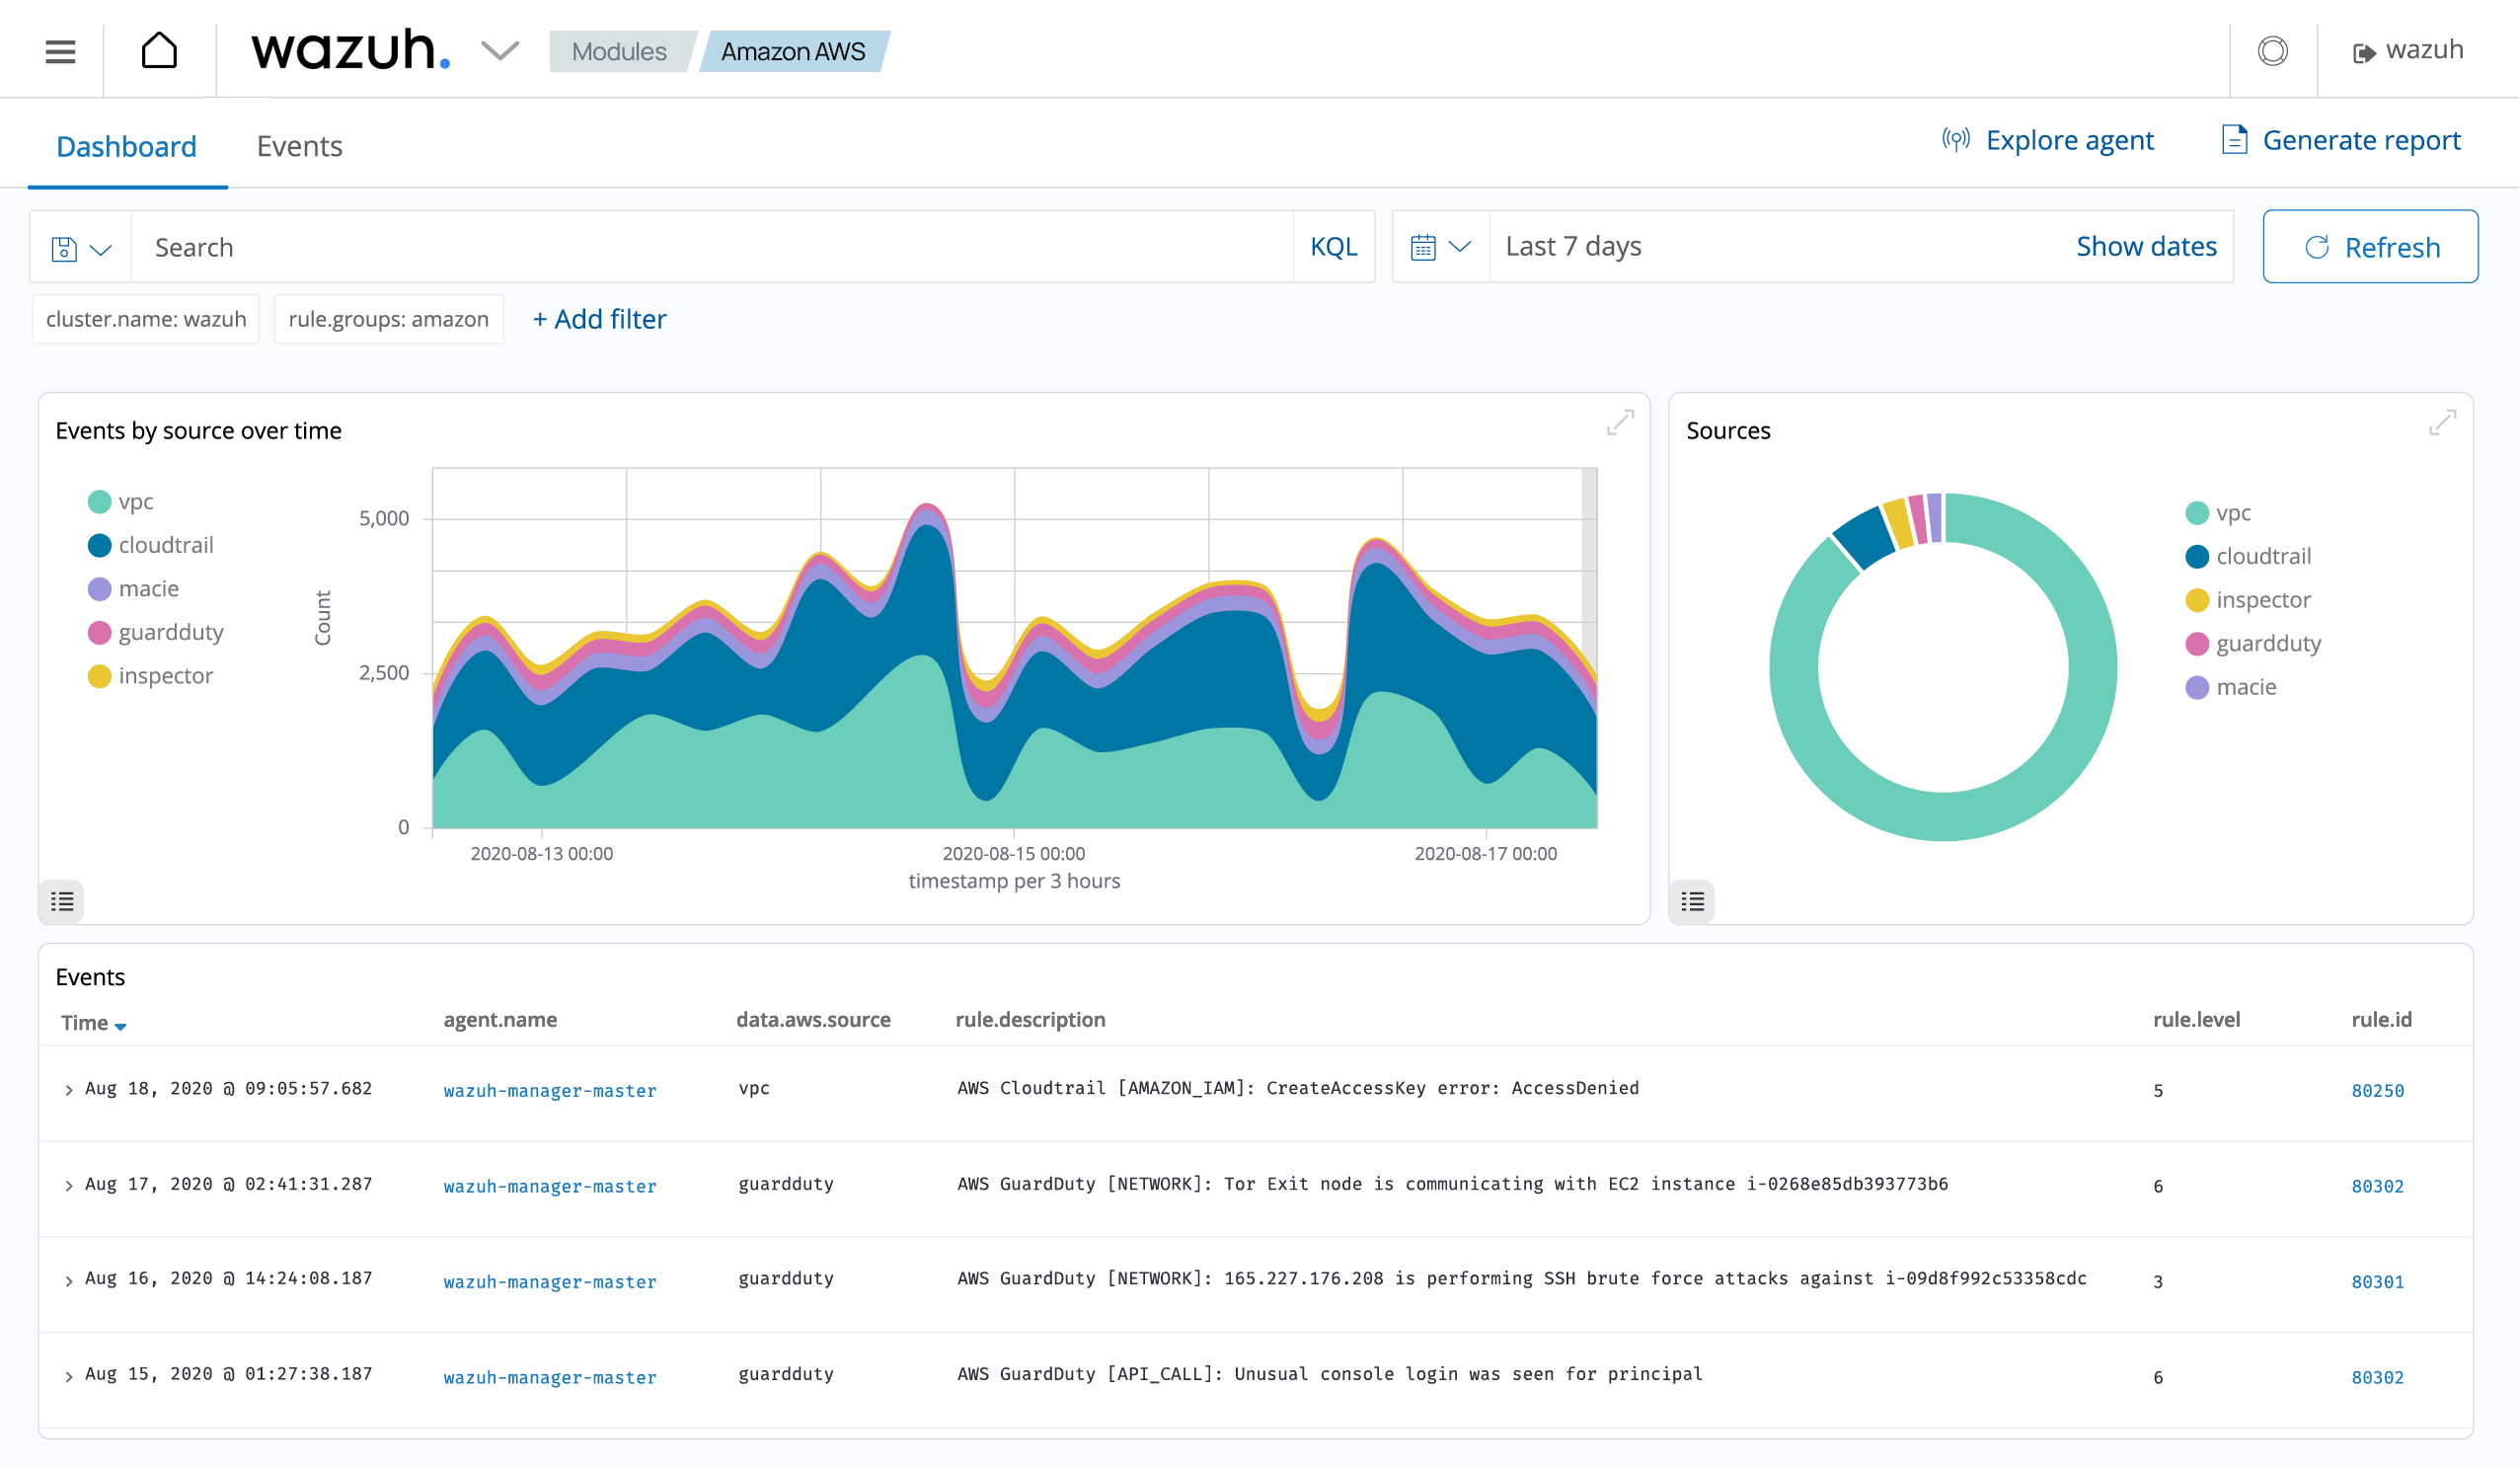 wazuh. Modules Amazon AWS wazuh
Dashboard Events Explore agent Generate report
Search KQL Last 7 days Show dates Refresh
cluster.name: wazuh rule.groups: amazon + Add filter
Events by source over time
vpc
cloudtrail
macie
guardduty
inspector
Count
5,000
2,500
0
2020-08-13 00:00 2020-08-15 00:00 2020-08-17 00:00
timestamp per 3 hours
Sources
vpc
cloudtrail
inspector
guardduty
macie
Events
Time agent.name data.aws.source rule.description rule.level rule.id
Aug 18, 2020 @ 09:05:57.682 wazuh-manager-master vpc AWS Cloudtrail [AMAZON_IAM]: CreateAccessKey error: AccessDenied 5 80250
Aug 17, 2020 @ 02:41:31.287 wazuh-manager-master guardduty AWS GuardDuty [NETWORK]: Tor Exit node is communicating with EC2 instance i-0268e85db393773b6 6 80302
Aug 16, 2020 @ 14:24:08.187 wazuh-manager-master guardduty AWS GuardDuty [NETWORK]: 165.227.176.208 is performing SSH brute force attacks against i-09d8f992c53358cdc 3 80301
Aug 15, 2020 @ 01:27:38.187 wazuh-manager-master guardduty AWS GuardDuty [API_CALL]: Unusual console login was seen for principal 6 80302